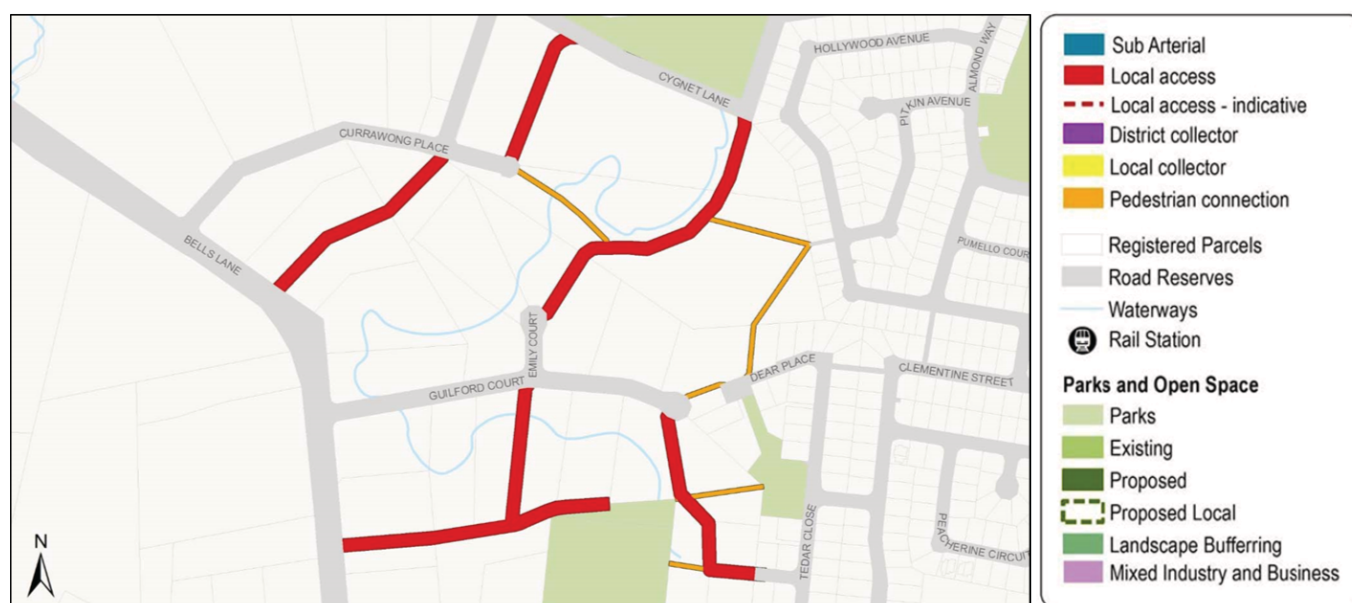 HOLLYWOOD AVENUE
ALMOND WAY
CYGNET LANE
PIT KIN AVENUE
CURRAWONG PLACE
BELLS LANE
PUMELLO COUR
EMILY COURT
DEAR PLACE
CLEMENTINE STREET
GUILFORD COURT
TEDAR CLOSE
PEACHERINE CIRCUIT
N
Sub Arterial
Local access
Local access - indicative
District collector
Local collector
Pedestrian connection
Registered Parcels
Road Reserves
Waterways
Rail Station
Parks and Open Space
Parks
Existing
Proposed
Proposed Local
Landscape Bufferring
Mixed Industry and Business